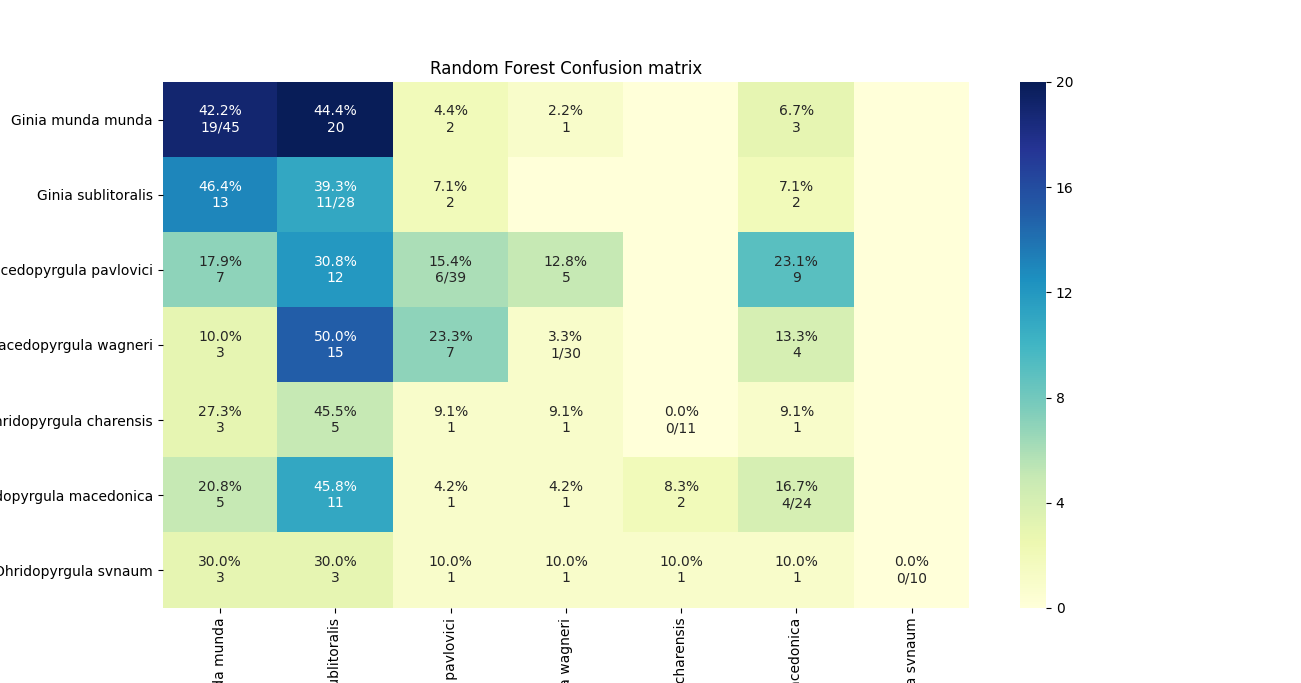 Random Forest Confusion matrix
Ginia munda munda
42.2% 44.4% 4.4% 2.2% 6.7%
19/45 20 2 1 3
Ginia sublitoralis
46.4% 39.3% 7.1% 7.1%
13 11/28 2 2
cedopyrgula pavlovici
17.9% 30.8% 15.4% 12.8% 23.1%
7 12 6/39 5 9
acedopyrgula wagneri
10.0% 50.0% 23.3% 3.3% 13.3%
3 15 7 1/30 4
hridopyrgula charensis
27.3% 45.5% 9.1% 9.1% 0.0% 9.1%
3 5 1 1 0/11 1
dopyrgula macedonica
20.8% 45.8% 4.2% 4.2% 8.3% 16.7%
5 11 1 1 2 4/24
Ohridopyrgula svnaum
30.0% 30.0% 10.0% 10.0% 10.0% 10.0% 0.0%
3 3 1 1 1 1 0/10
da munda
ublitoralis
pavlovici
a wagneri
charensis
cedonica
a svnaum
20
16
12
8
4
0